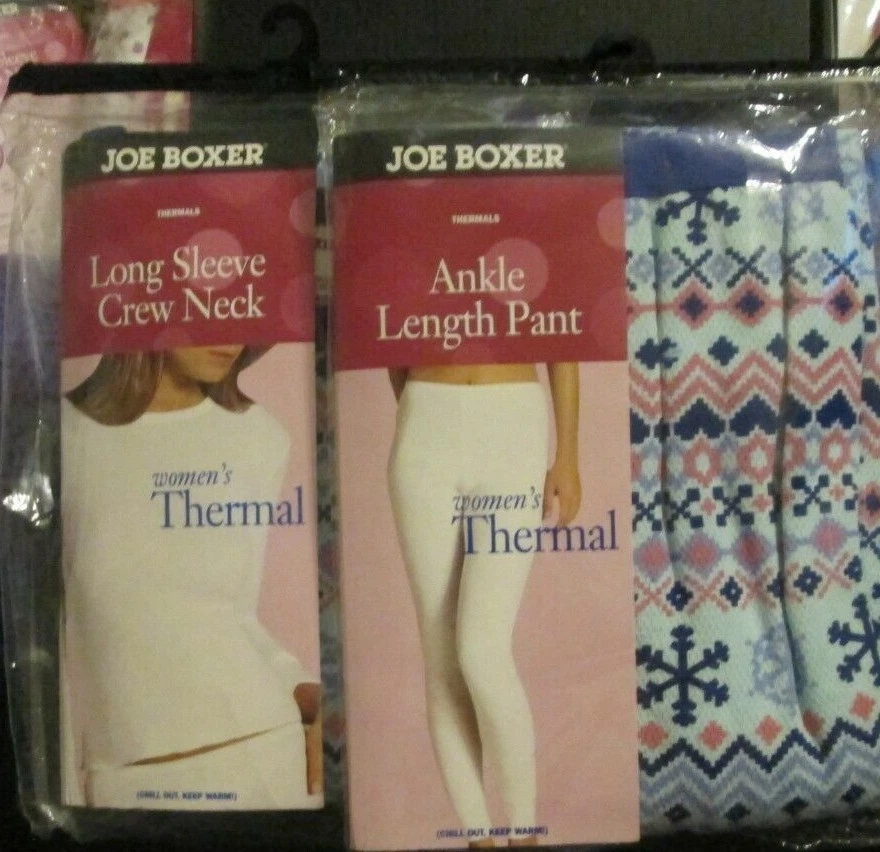 JOE BOXER
THERMALS
Long Sleeve
Crew Neck
women's
Thermal
(CHILL OUT. KEEP WARM!)
JOE BOXER
THERMALS
Ankle
Length Pant
women's
Thermal
(CHILL OUT. KEEP WARM!)